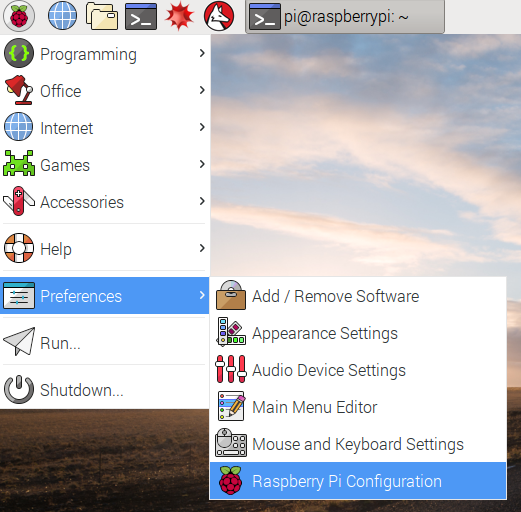 pi@raspberrypi: ~
Programming
Office
Internet
Games
Accessories
Help
Preferences
Run...
Shutdown...
Add / Remove Software
Appearance Settings
Audio Device Settings
Main Menu Editor
Mouse and Keyboard Settings
Raspberry Pi Configuration